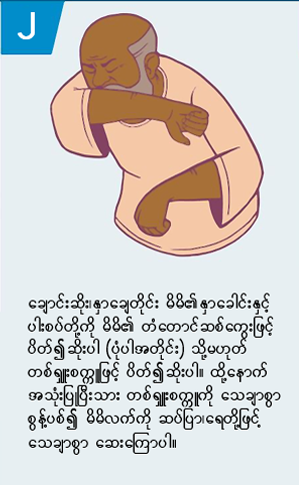 J
ချောင်းဆိုး၊နှာချေတိုင်း မိမိ၏နှာခေါင်းနှင့်
ပါးစပ်တို့ကို မိမိ၏ တံတောင်ဆစ်ကွေးဖြင့်
ပိတ်၍ဆိုးပါ (ပုံပါအတိုင်း) သို့မဟုတ်
တစ်ရှူးစက္ကူဖြင့် ပိတ်၍ဆိုးပါ။ ထို့နောက်
အသုံးပြုပြီးသား တစ်ရှူးစက္ကူကို သေချာစွာ
စွန့်ပစ်၍ မိမိလက်ကို ဆပ်ပြာ၊ရေတို့ဖြင့်
သေချာစွာ ဆေးကြောပါ။